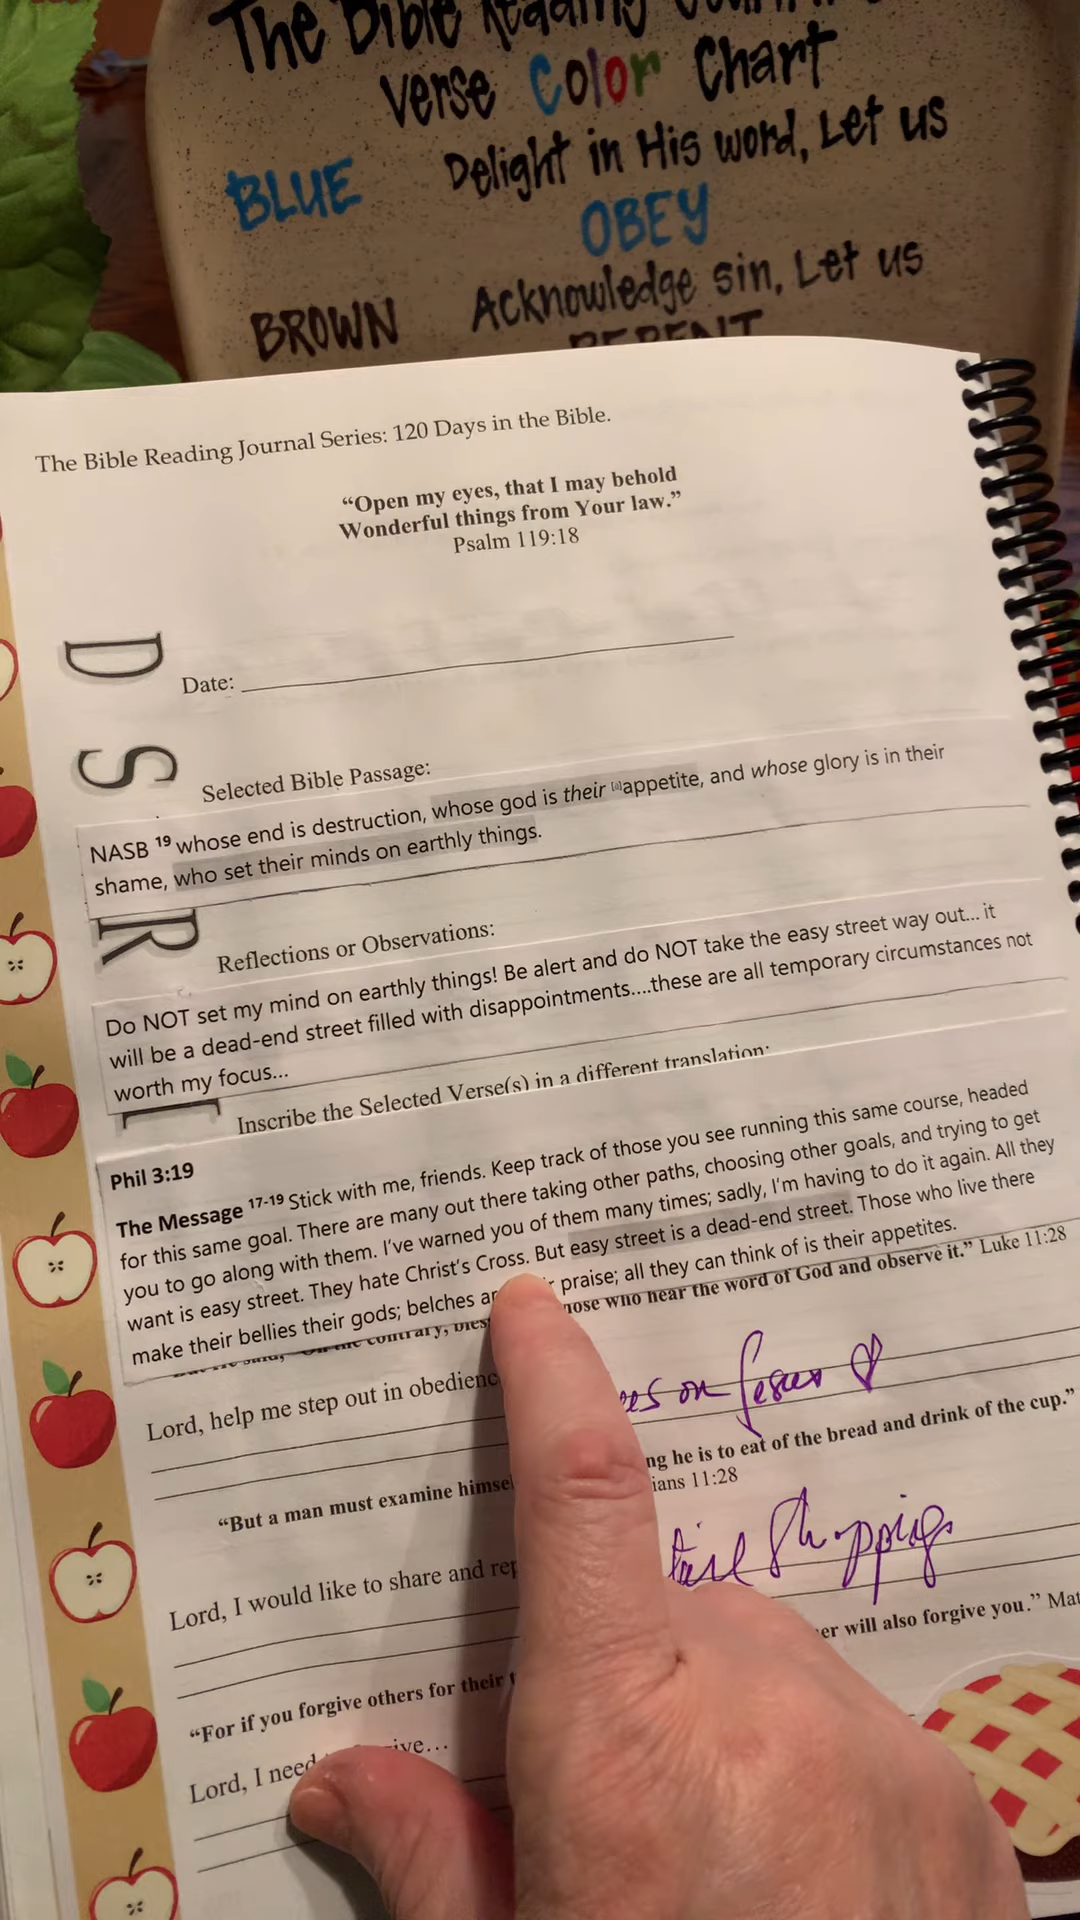 The Bible Reading
Verse Color Chart
BLUE Delight in His word, Let us
OBEY
BROWN Acknowledge sin, Let us
REPENT
The Bible Reading Journal Series: 120 Days in the Bible.
“Open my eyes, that I may behold
Wonderful things from Your law.”
Psalm 119:18
D
Date:
S
Selected Bible Passage:
NASB 19 whose end is destruction, whose god is their [a]appetite, and whose glory is in their
shame, who set their minds on earthly things.
R
Reflections or Observations:
Do NOT set my mind on earthly things! Be alert and do NOT take the easy street way out... it
will be a dead-end street filled with disappointments....these are all temporary circumstances not
worth my focus...
I
Inscribe the Selected Verse(s) in a different translation:
Phil 3:19
The Message 17-19 Stick with me, friends. Keep track of those you see running this same course, headed
for this same goal. There are many out there taking other paths, choosing other goals, and trying to get
you to go along with them. I’ve warned you of them many times; sadly, I’m having to do it again. All they
want is easy street. They hate Christ’s Cross. But easy street is a dead-end street. Those who live there
make their bellies their gods; belches praise; all they can think of is their appetites.
contrary, those who hear the word of God and observe it.” Luke 11:28
Lord, help me step out in obedienc on Jesus
“But a man must examine himse he is to eat of the bread and drink of the cup.”
11:28
Lord, I would like to share and rep Shopping
“For if you forgive others for their will also forgive you.” Mat
Lord, I need